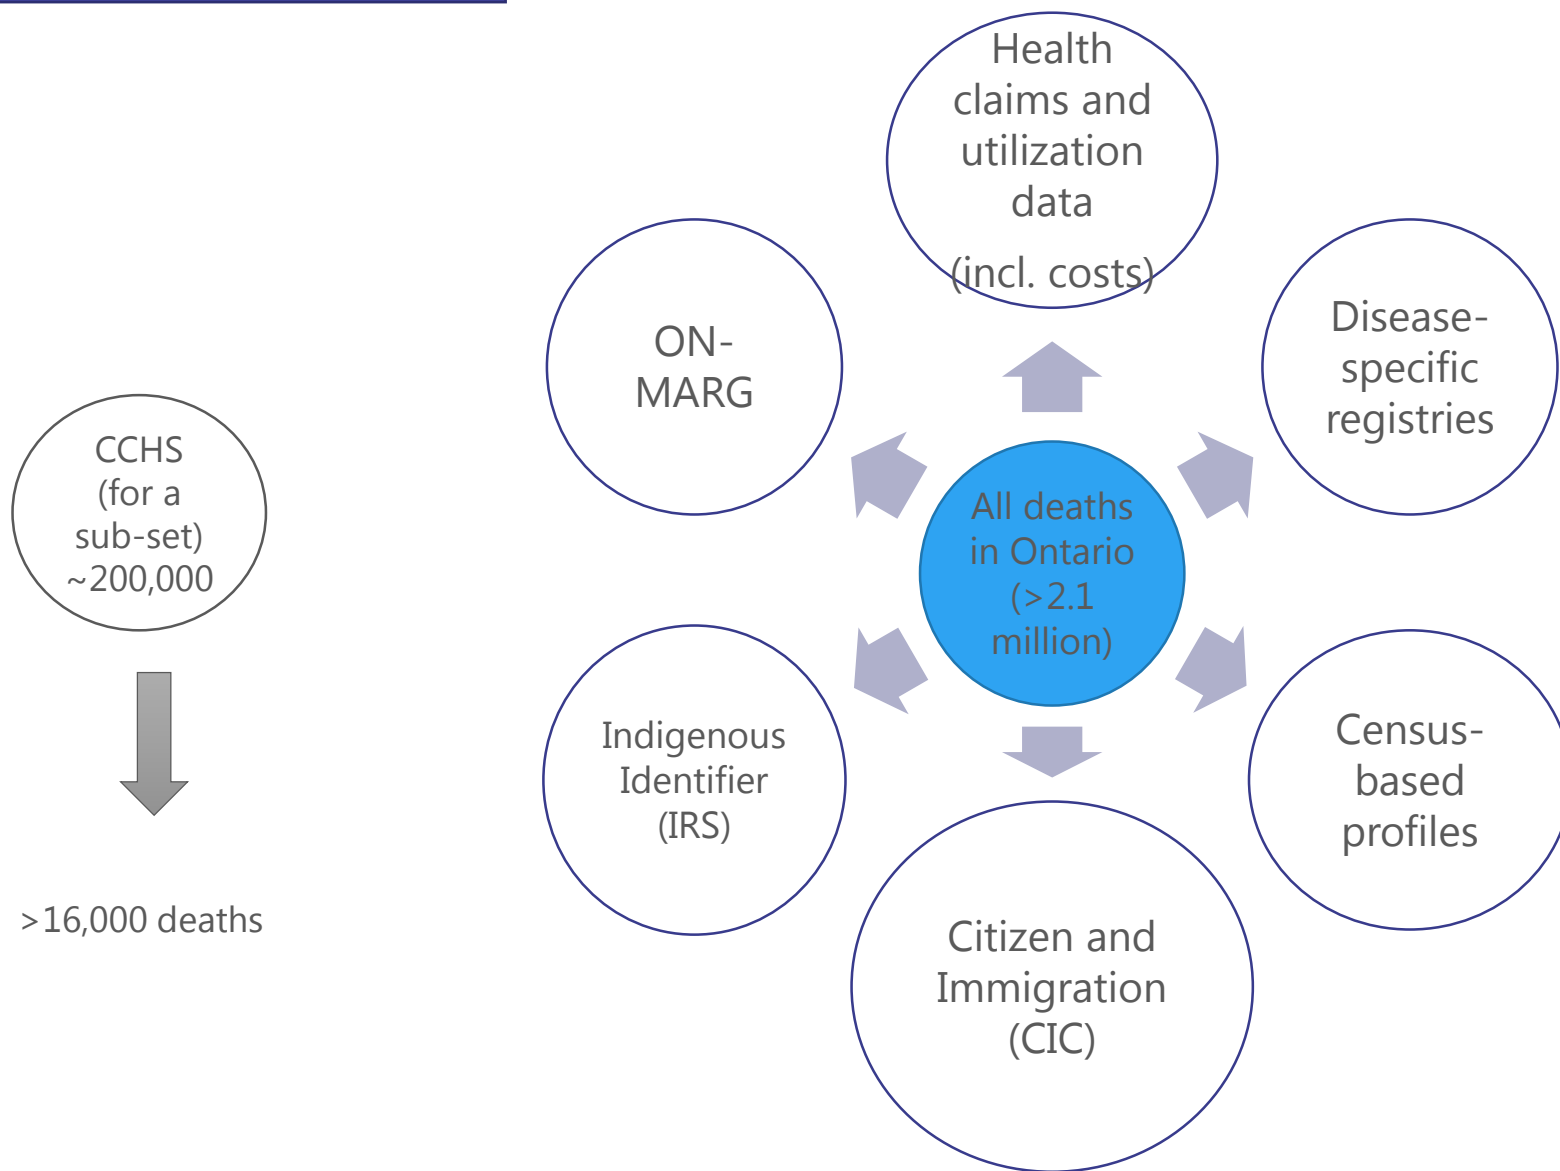 Health
claims and
utilization
data
(incl. costs)
ON-
MARG
Disease-
specific
registries
CCHS
(for a
sub-set)
~200,000
All deaths
in Ontario
(>2.1
million)
Indigenous
Identifier
(IRS)
Census-
based
profiles
>16,000 deaths
Citizen and
Immigration
(CIC)